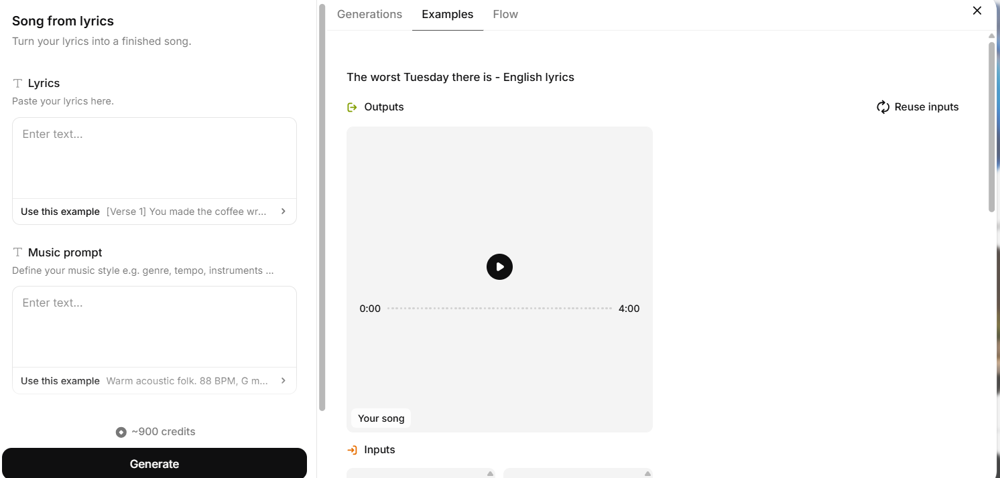 Song from lyrics
Turn your lyrics into a finished song.
Lyrics
Paste your lyrics here.
Enter text...
Use this example [Verse 1] You made the coffee wr...
Music prompt
Define your music style e.g. genre, tempo, instruments ...
Enter text...
Use this example Warm acoustic folk. 88 BPM, G m...
~900 credits
Generate
Generations Examples Flow
The worst Tuesday there is - English lyrics
Outputs
Reuse inputs
0:00 4:00
Your song
Inputs